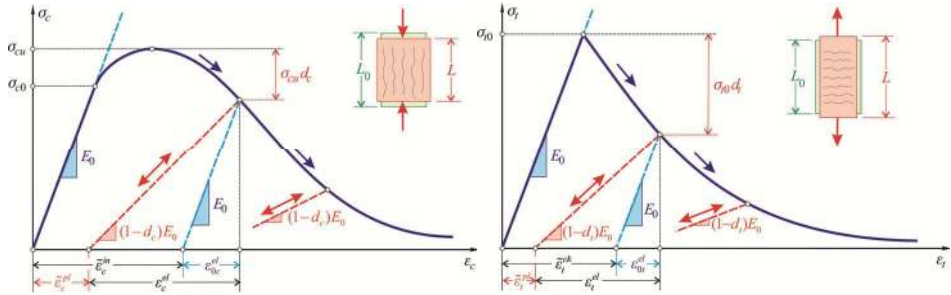 σc
σcu
σc0
E0
E0
(1-dc)E0
(1-dc)E0
σcu dc
L0
L
εc
ε̃c^in
ε0c^el
ε̃c^pl
εc^el
σt
σt0
E0
E0
(1-dt)E0
(1-dt)E0
σt0 dt
L0
L
εt
ε̃t^ck
ε0t^el
ε̃t^pl
εt^el